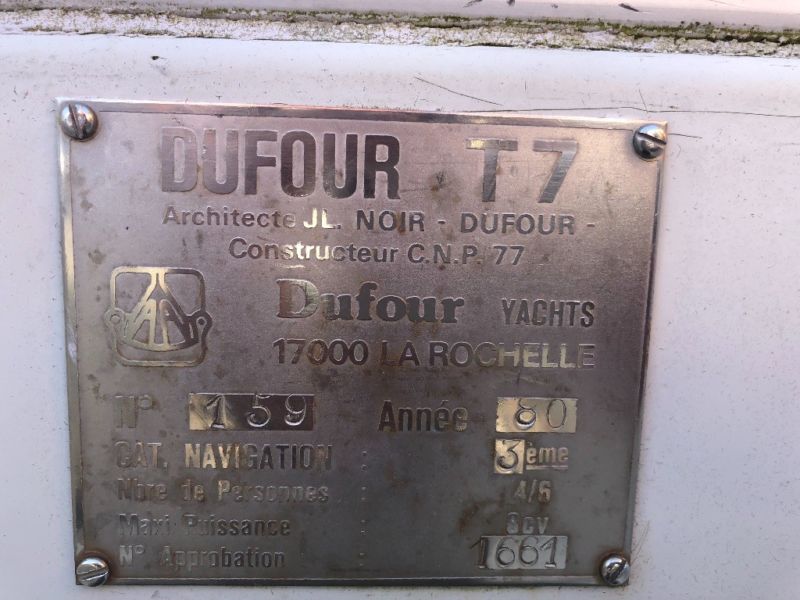 DUFOUR T7
Architecte JL. NOIR - DUFOUR -
Constructeur C.N.P. 77
Dufour YACHTS
17000 LA ROCHELLE
N° 159 Année 80
CAT. NAVIGATION : 3ème
Nbre de Personnes : 4/6
Maxi Puissance : 8cv
N° Approbation : 1661